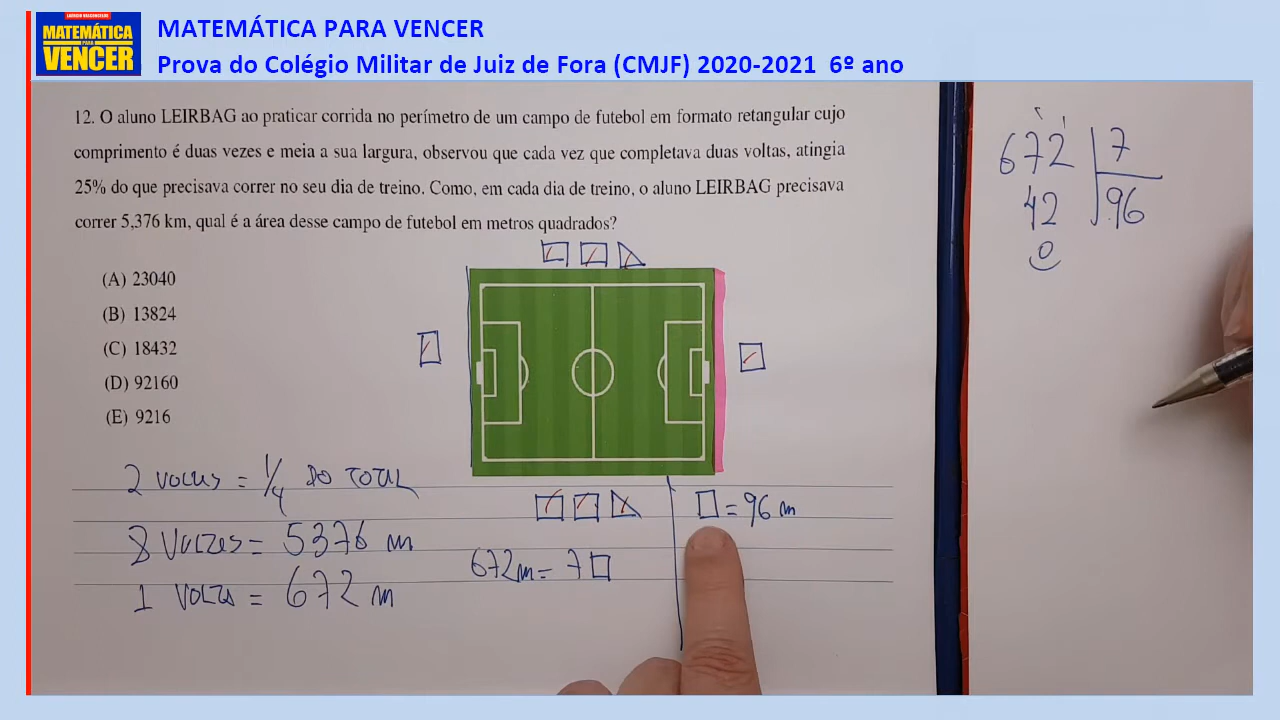 LAÉRCIO VASCONCELOS
MATEMÁTICA
PARA
VENCER
MATEMÁTICA PARA VENCER
Prova do Colégio Militar de Juiz de Fora (CMJF) 2020-2021 6º ano
12. O aluno LEIRBAG ao praticar corrida no perímetro de um campo de futebol em formato retangular cujo
comprimento é duas vezes e meia a sua largura, observou que cada vez que completava duas voltas, atingia
25% do que precisava correr no seu dia de treino. Como, em cada dia de treino, o aluno LEIRBAG precisava
correr 5,376 km, qual é a área desse campo de futebol em metros quadrados?
(A) 23040
(B) 13824
(C) 18432
(D) 92160
(E) 9216
2 VOLTAS = 1/4 DO TOTAL
8 VOLTAS = 5376 m
1 VOLTA = 672 m
672m = 7□
□ = 96 m
672 7
42 96
0